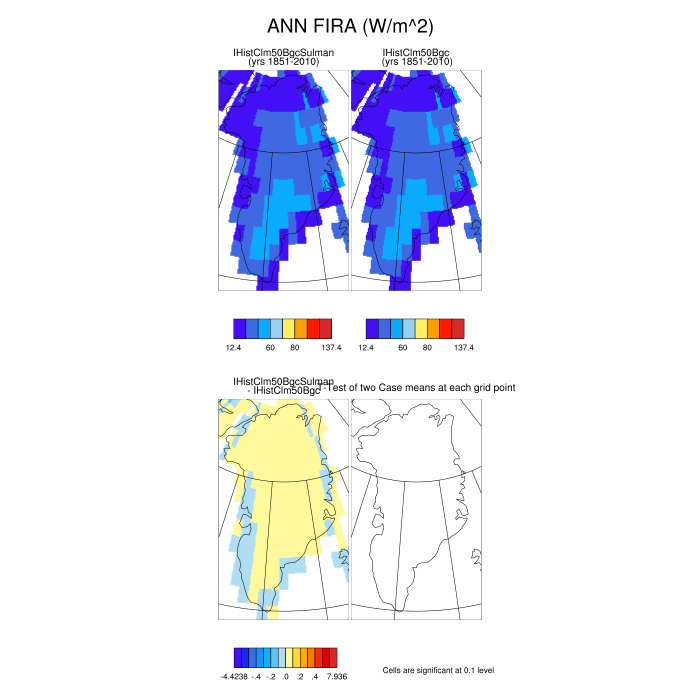 ANN FIRA (W/m^2)
IHistClm50BgcSulman
(yrs 1851-2010)
IHistClm50Bgc
(yrs 1851-2010)
12.4 60 80 137.4
12.4 60 80 137.4
IHistClm50BgcSulman
- IHistClm50Bgc
T-Test of two Case means at each grid point
-4.4238 -.4 -.2 .0 .2 .4 7.936
Cells are significant at 0.1 level